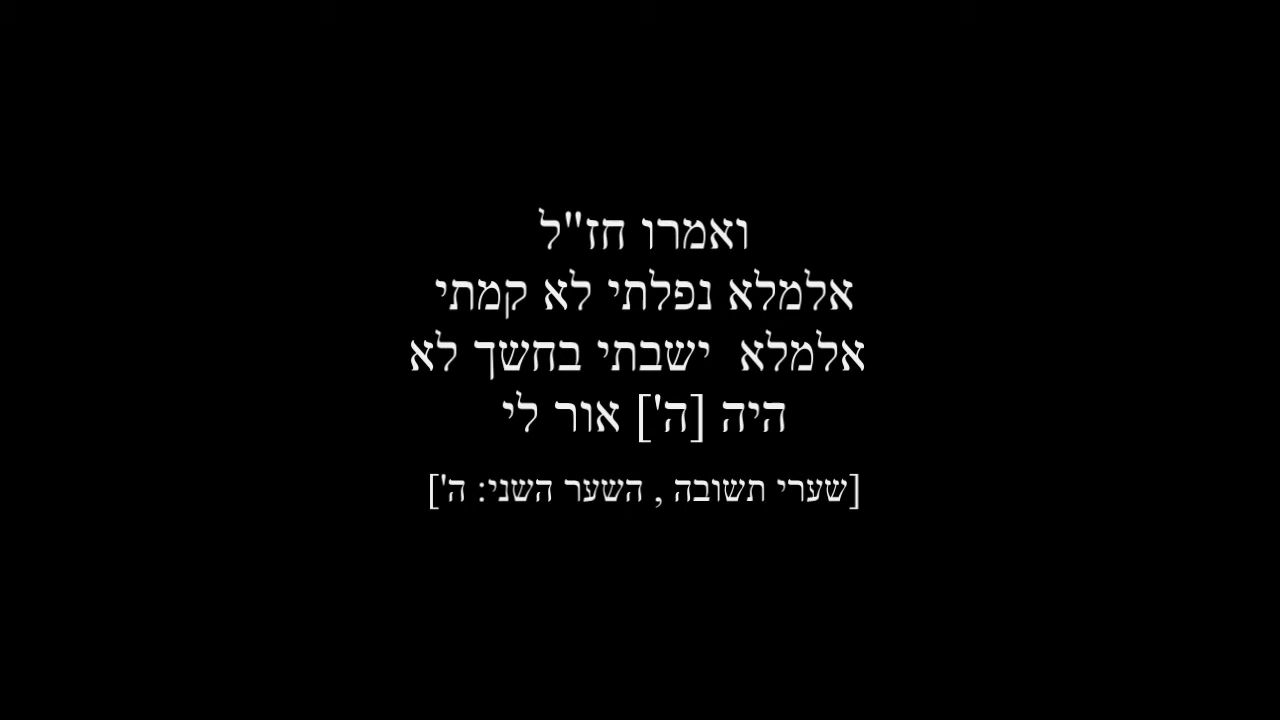 ואמרו חז"ל
אלמלא נפלתי לא קמתי
אלמלא ישבתי בחשך לא
היה [ה'] אור לי
[שערי תשובה , השער השני: ה']